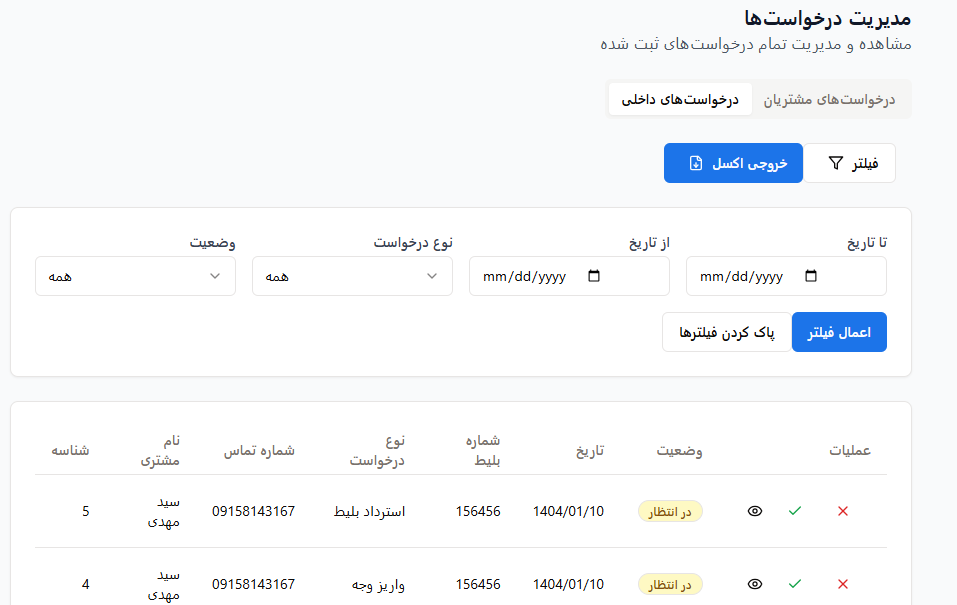 مدیریت درخواست‌ها
مشاهده و مدیریت تمام درخواست‌های ثبت شده
درخواست‌های مشتریان درخواست‌های داخلی
فیلتر خروجی اکسل
تا تاریخ از تاریخ نوع درخواست وضعیت
mm/dd/yyyy mm/dd/yyyy همه همه
اعمال فیلتر پاک کردن فیلترها
عملیات وضعیت تاریخ شماره بلیط نوع درخواست شماره تماس نام مشتری شناسه
در انتظار 1404/01/10 156456 استرداد بلیط 09158143167 سید مهدی 5
در انتظار 1404/01/10 156456 واریز وجه 09158143167 سید مهدی 4